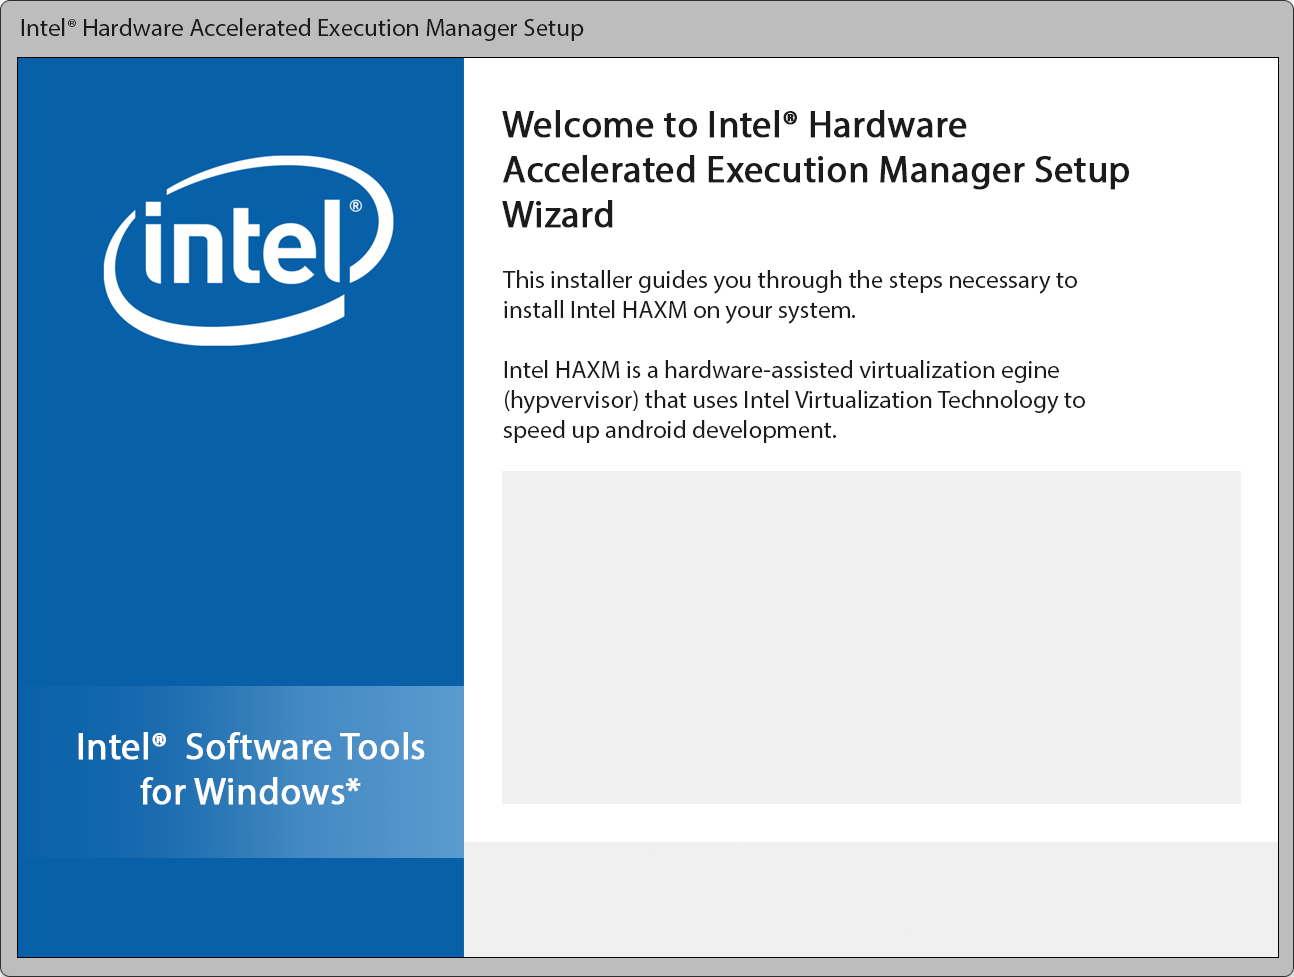 Intel® Hardware Accelerated Execution Manager Setup
intel®
Welcome to Intel® Hardware
Accelerated Execution Manager Setup
Wizard
This installer guides you through the steps necessary to
install Intel HAXM on your system.
Intel HAXM is a hardware-assisted virtualization egine
(hypvervisor) that uses Intel Virtualization Technology to
speed up android development.
Intel® Software Tools
for Windows*